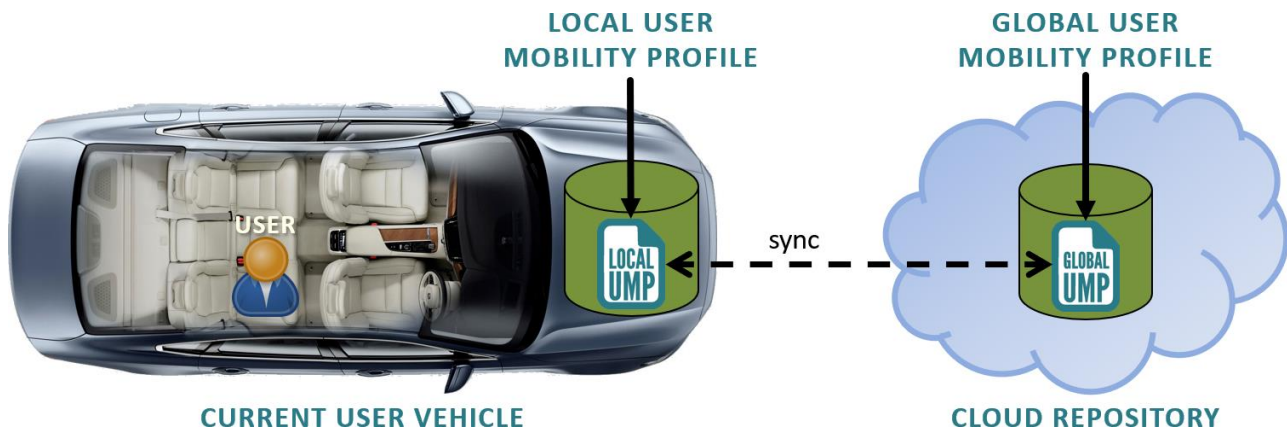 LOCAL USER
MOBILITY PROFILE
GLOBAL USER
MOBILITY PROFILE
USER
LOCAL
UMP
sync
GLOBAL
UMP
CURRENT USER VEHICLE
CLOUD REPOSITORY